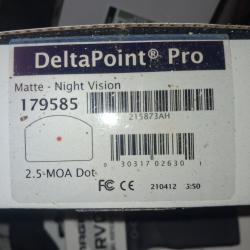 DeltaPoint® Pro
Matte - Night Vision
179585
215873AH
0 30317 02630 1
2.5-MOA Dot
FC CE 210412 3:50